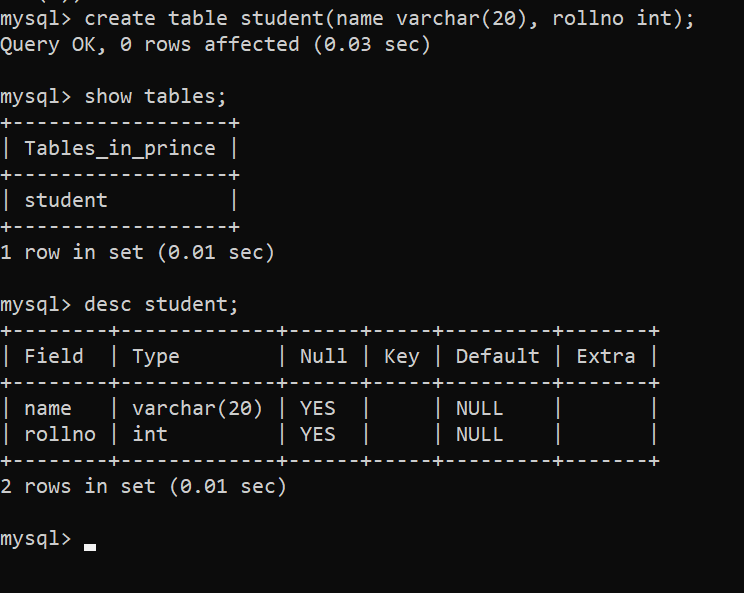 mysql> create table student(name varchar(20), rollno int);
Query OK, 0 rows affected (0.03 sec)
mysql> show tables;
+------------------+
| Tables_in_prince |
+------------------+
| student          |
+------------------+
1 row in set (0.01 sec)
mysql> desc student;
+--------+-------------+------+-----+---------+-------+
| Field  | Type        | Null | Key | Default | Extra |
+--------+-------------+------+-----+---------+-------+
| name   | varchar(20) | YES  |     | NULL    |       |
| rollno | int         | YES  |     | NULL    |       |
+--------+-------------+------+-----+---------+-------+
2 rows in set (0.01 sec)
mysql>